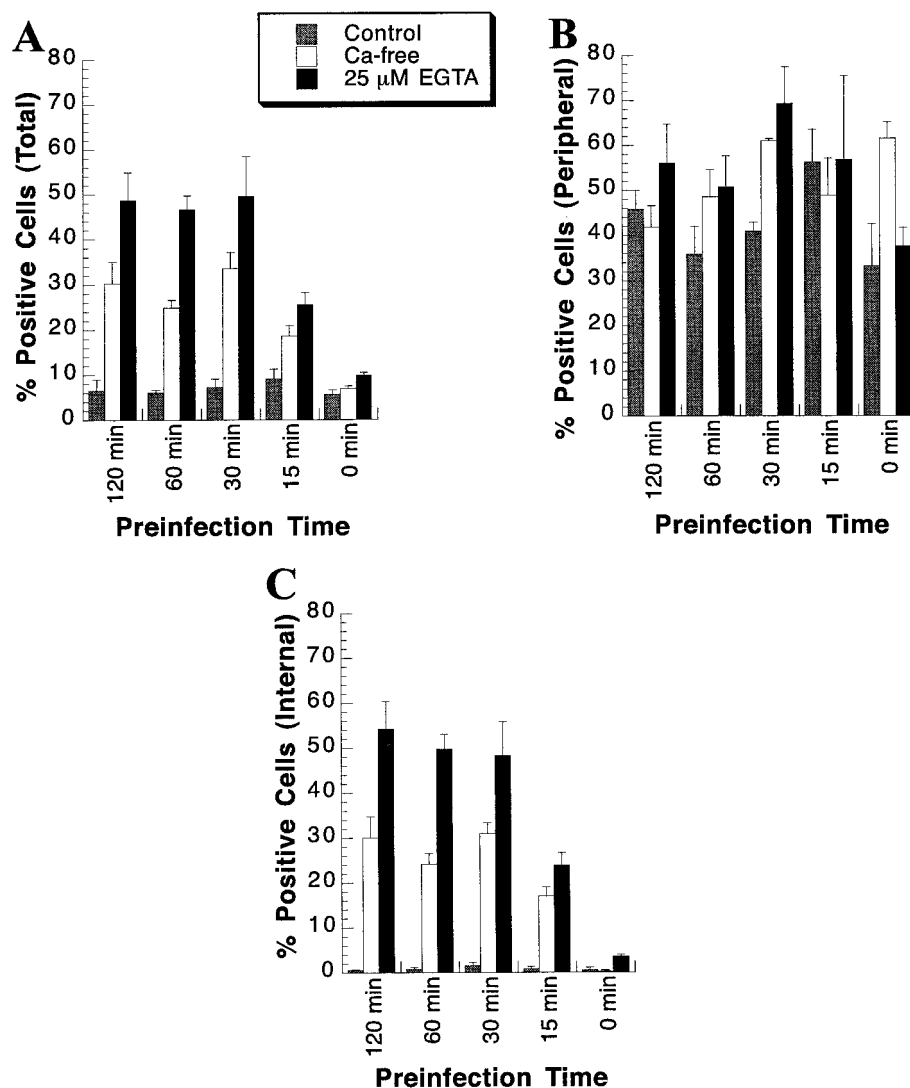 A
Control
Ca-free
25 µM EGTA
% Positive Cells (Total)
80
70
60
50
40
30
20
10
0
120 min
60 min
30 min
15 min
0 min
Preinfection Time
B
% Positive Cells (Peripheral)
80
70
60
50
40
30
20
10
0
120 min
60 min
30 min
15 min
0 min
Preinfection Time
C
% Positive Cells (Internal)
80
70
60
50
40
30
20
10
0
120 min
60 min
30 min
15 min
0 min
Preinfection Time